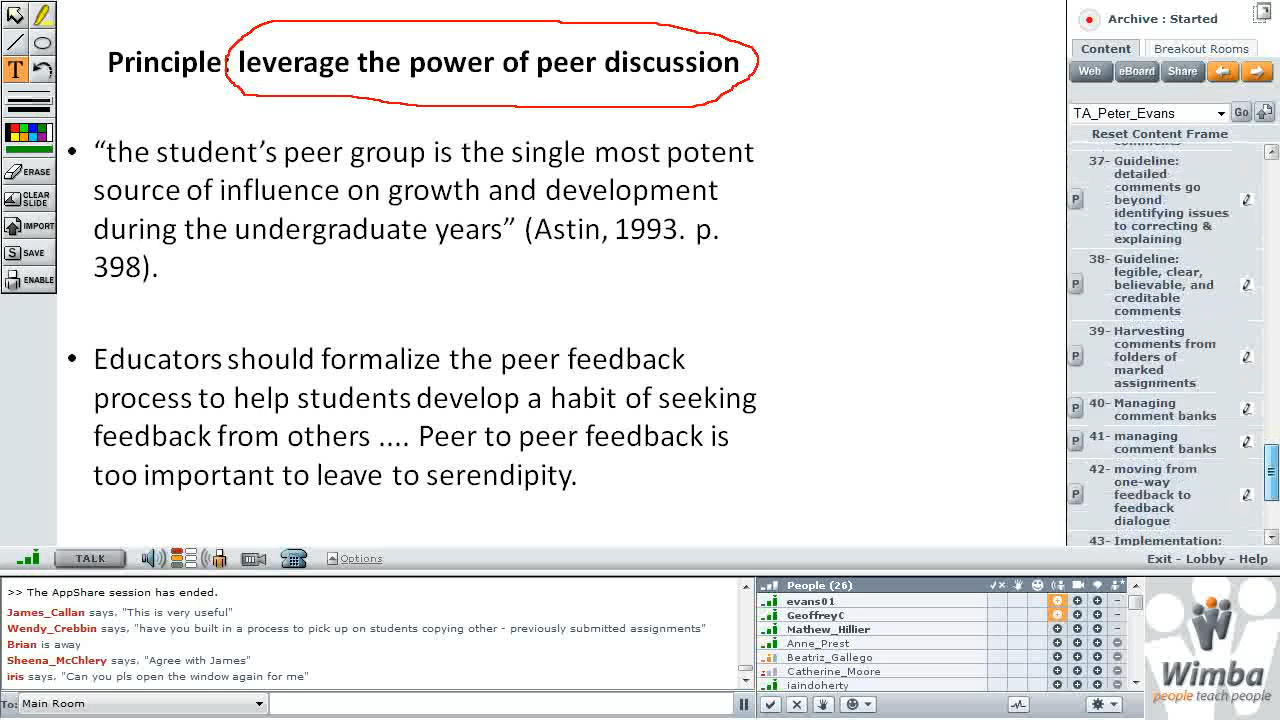 Principle: leverage the power of peer discussion
• “the student’s peer group is the single most potent
source of influence on growth and development
during the undergraduate years” (Astin, 1993. p.
398).
• Educators should formalize the peer feedback
process to help students develop a habit of seeking
feedback from others .... Peer to peer feedback is
too important to leave to serendipity.
T
ERASE
CLEAR
SLIDE
IMPORT
S SAVE
ENABLE
Archive : Started
Content Breakout Rooms
Web eBoard Share
TA_Peter_Evans Go
Reset Content Frame
comments
P 37- Guideline:
detailed
comments go
beyond
identifying issues
to correcting &
explaining
P 38- Guideline:
legible, clear,
believable, and
creditable
comments
P 39- Harvesting
comments from
folders of
marked
assignments
P 40- Managing
comment banks
P 41- managing
comment banks
P 42- moving from
one-way
feedback to
feedback
dialogue
43- Implementation:
TALK Options
Exit - Lobby - Help
>> The AppShare session has ended.
James_Callan says, "This is very useful"
Wendy_Crebbin says, "have you built in a process to pick up on students copying other - previously submitted assignments"
Brian is away
Sheena_McChlery says, "Agree with James"
iris says, "Can you pls open the window again for me"
To: Main Room
People (26)
evans01
GeoffreyC
Mathew_Hillier
Anne_Prest
Beatriz_Gallego
Catherine_Moore
iaindoherty
Wimba
people teach people